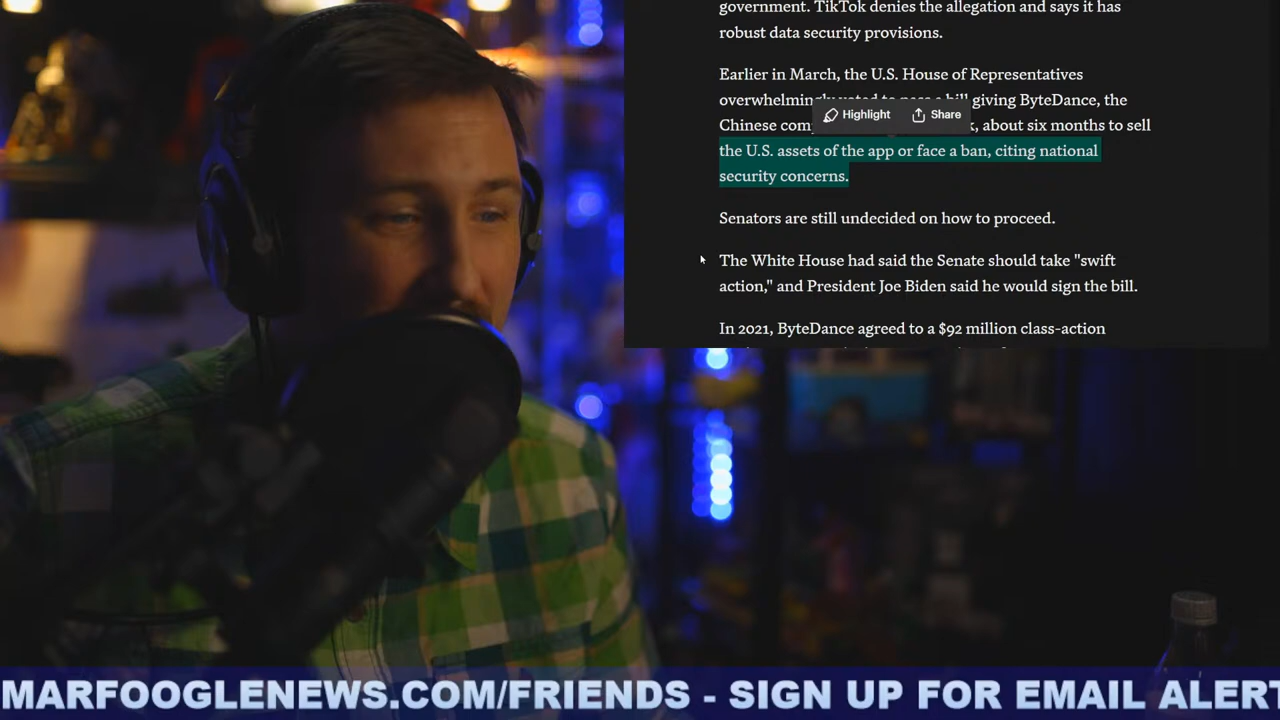 government. TikTok denies the allegation and says it has
robust data security provisions.
Earlier in March, the U.S. House of Representatives
overwhelmingly voted to pass a bill giving ByteDance, the
Chinese com k, about six months to sell
the U.S. assets of the app or face a ban, citing national
security concerns.
Highlight Share
Senators are still undecided on how to proceed.
The White House had said the Senate should take "swift
action," and President Joe Biden said he would sign the bill.
In 2021, ByteDance agreed to a $92 million class-action
MARFOOGLENEWS.COM/FRIENDS - SIGN UP FOR EMAIL ALERT